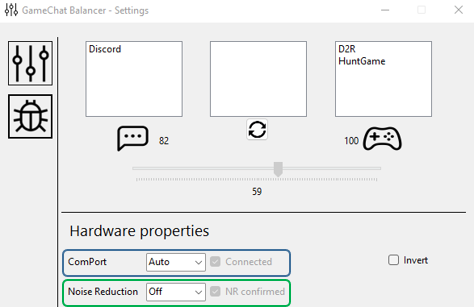 GameChat Balancer - Settings
Discord
D2R
HuntGame
82
100
59
Hardware properties
ComPort
Auto
Connected
Invert
Noise Reduction
Off
NR confirmed